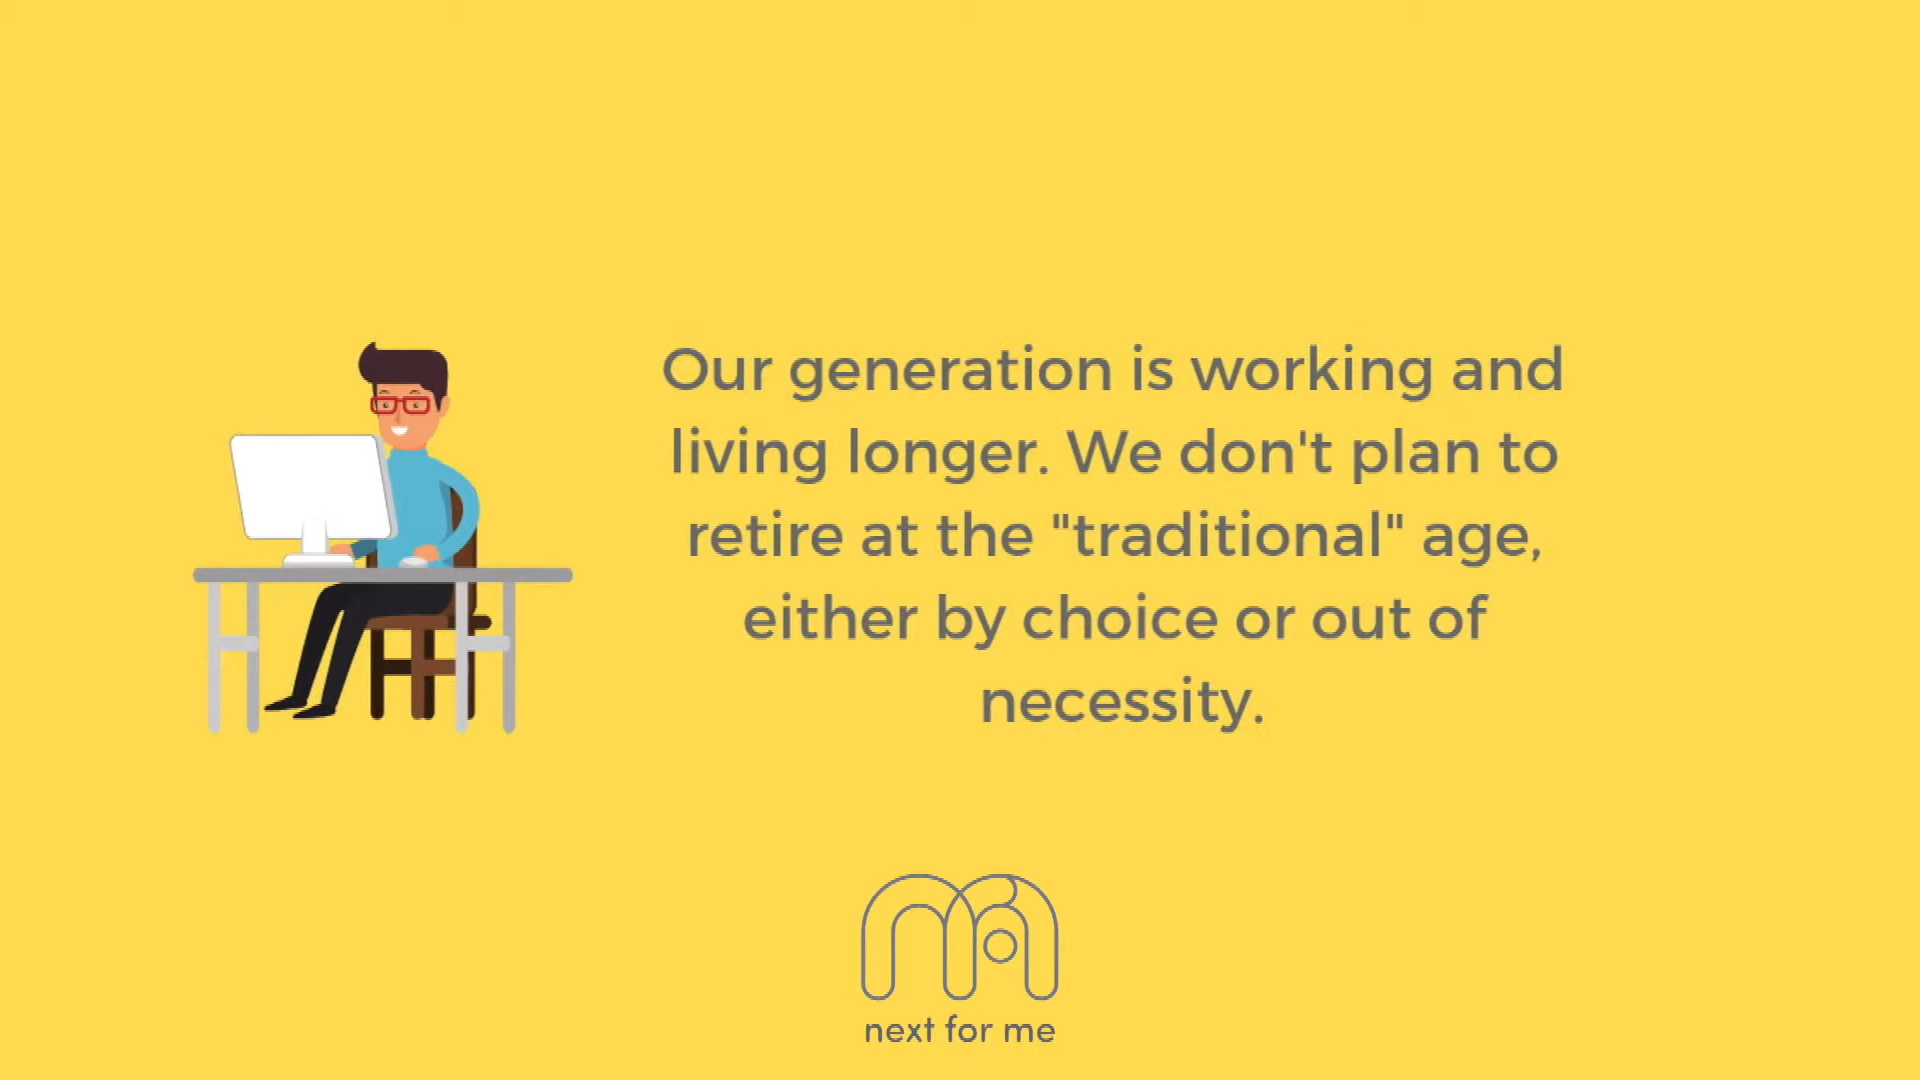 Our generation is working and
living longer. We don't plan to
retire at the "traditional" age,
either by choice or out of
necessity.
next for me